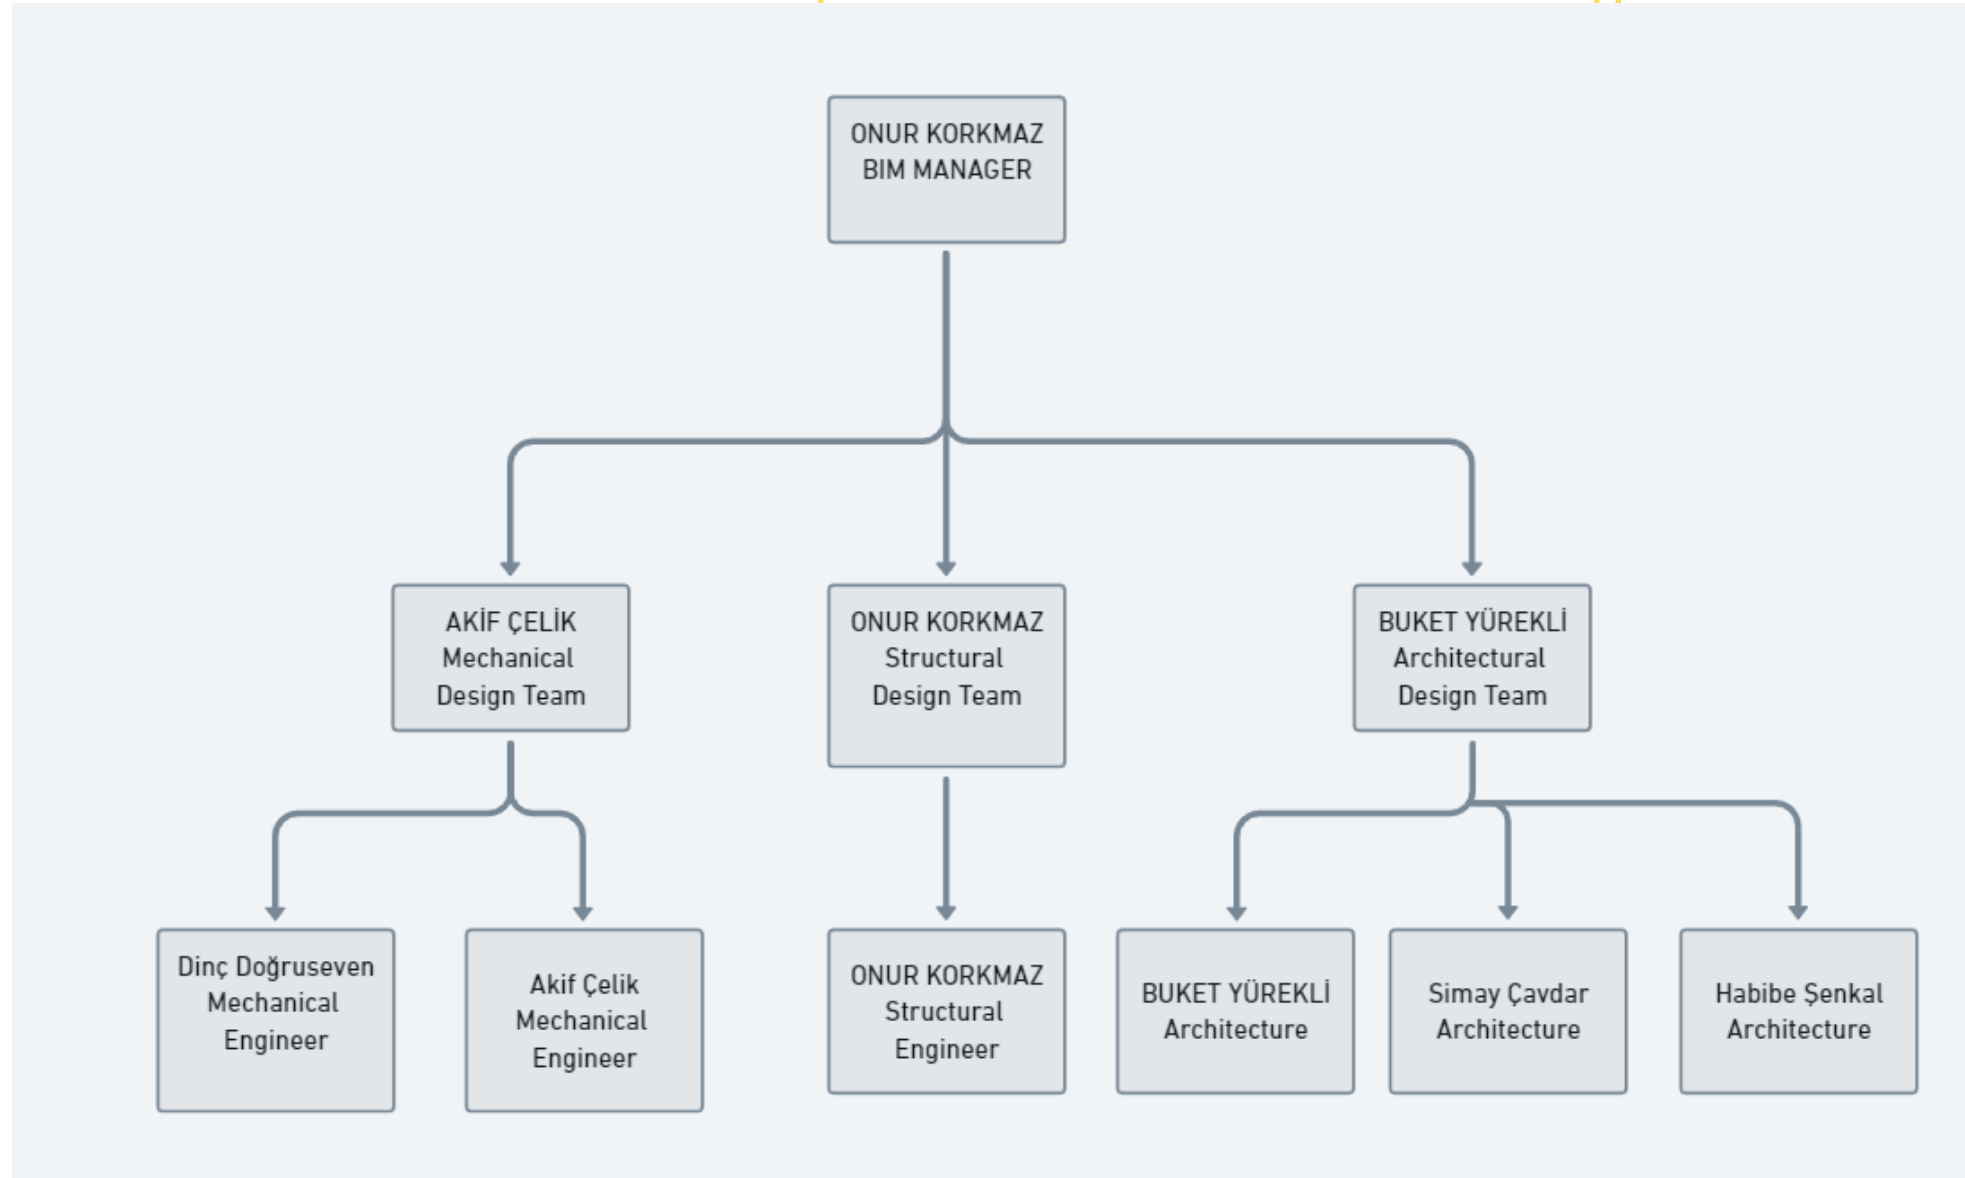 ONUR KORKMAZ
BIM MANAGER
AKİF ÇELİK
Mechanical
Design Team
ONUR KORKMAZ
Structural
Design Team
BUKET YÜREKLİ
Architectural
Design Team
Dinç Doğruseven
Mechanical
Engineer
Akif Çelik
Mechanical
Engineer
ONUR KORKMAZ
Structural
Engineer
BUKET YÜREKLİ
Architecture
Simay Çavdar
Architecture
Habibe Şenkal
Architecture